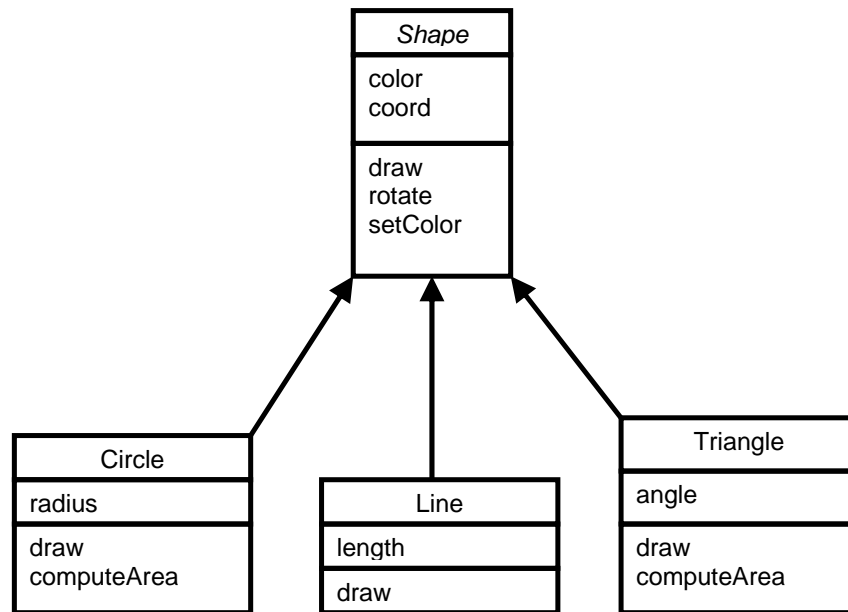 Shape
color
coord
draw
rotate
setColor
Circle
radius
draw
computeArea
Line
length
draw
Triangle
angle
draw
computeArea